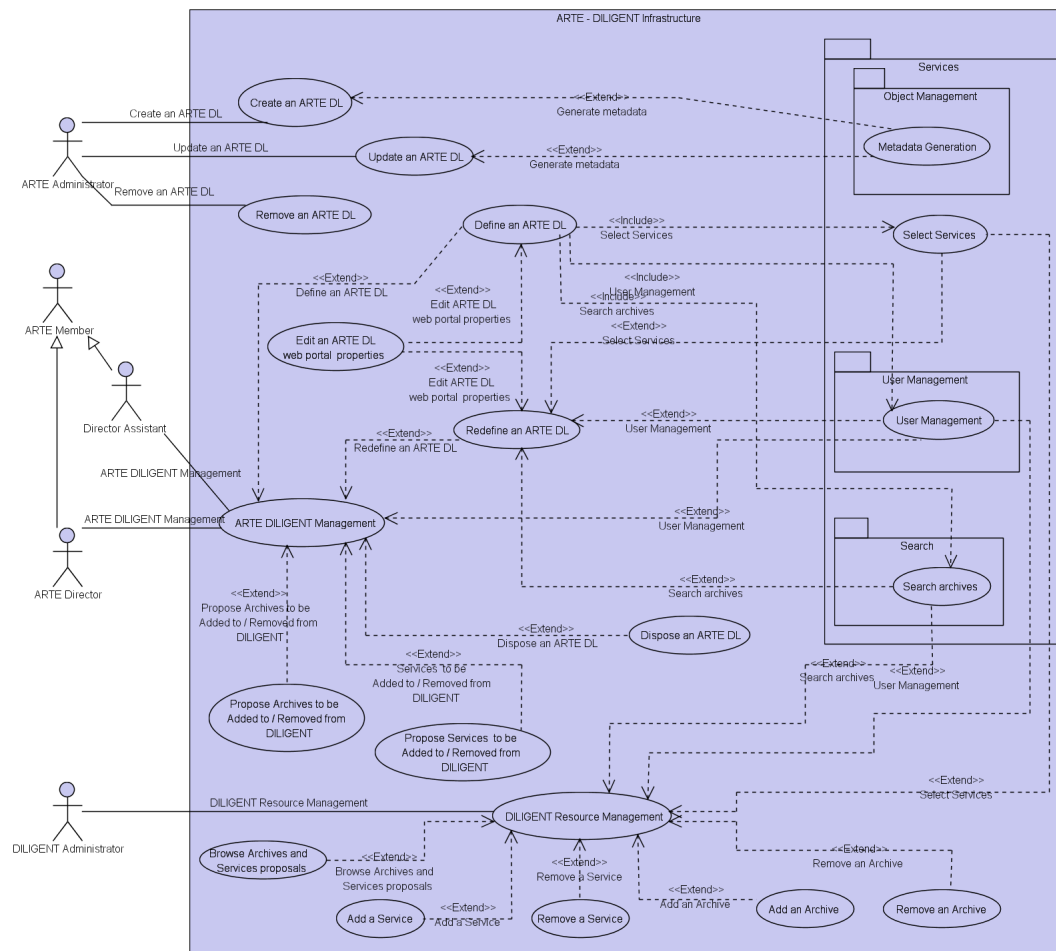 ARTE - DILIGENT Infrastructure
Services
Object Management
Create an ARTE DL
<<Extend>>
Generate metadata
Create an ARTE DL
Metadata Generation
Update an ARTE DL
Update an ARTE DL
<<Extend>>
Generate metadata
ARTE Administrator
Remove an ARTE DL
Remove an ARTE DL
Define an ARTE DL
<<Include>>
Select Services
Select Services
<<Extend>>
Define an ARTE DL
<<Extend>>
Edit ARTE DL
web portal properties
<<Include>>
User Management
<<Include>>
Search archives
<<Extend>>
Select Services
ARTE Member
Edit an ARTE DL
web portal properties
<<Extend>>
Edit ARTE DL
web portal properties
User Management
User Management
Director Assistant
<<Extend>>
Redefine an ARTE DL
Redefine an ARTE DL
<<Extend>>
User Management
ARTE DILIGENT Management
ARTE DILIGENT Management
ARTE DILIGENT Management
<<Extend>>
User Management
Search
ARTE Director
<<Extend>>
Search archives
Search archives
<<Extend>>
Propose Archives to be
Added to / Removed from
DILIGENT
<<Extend>>
Dispose an ARTE DL
Dispose an ARTE DL
<<Extend>>
Services to be
Added to / Removed from
DILIGENT
<<Extend>>
Search archives
<<Extend>>
User Management
Propose Archives to be
Added to / Removed from
DILIGENT
Propose Services to be
Added to / Removed from
DILIGENT
<<Extend>>
Select Services
DILIGENT Resource Management
DILIGENT Resource Management
DILIGENT Administrator
Browse Archives and
Services proposals
<<Extend>>
Browse Archives and
Services proposals
<<Extend>>
Remove a Service
<<Extend>>
Remove an Archive
<<Extend>>
Add an Archive
Add a Service
<<Extend>>
Add a Service
Remove a Service
Add an Archive
Remove an Archive